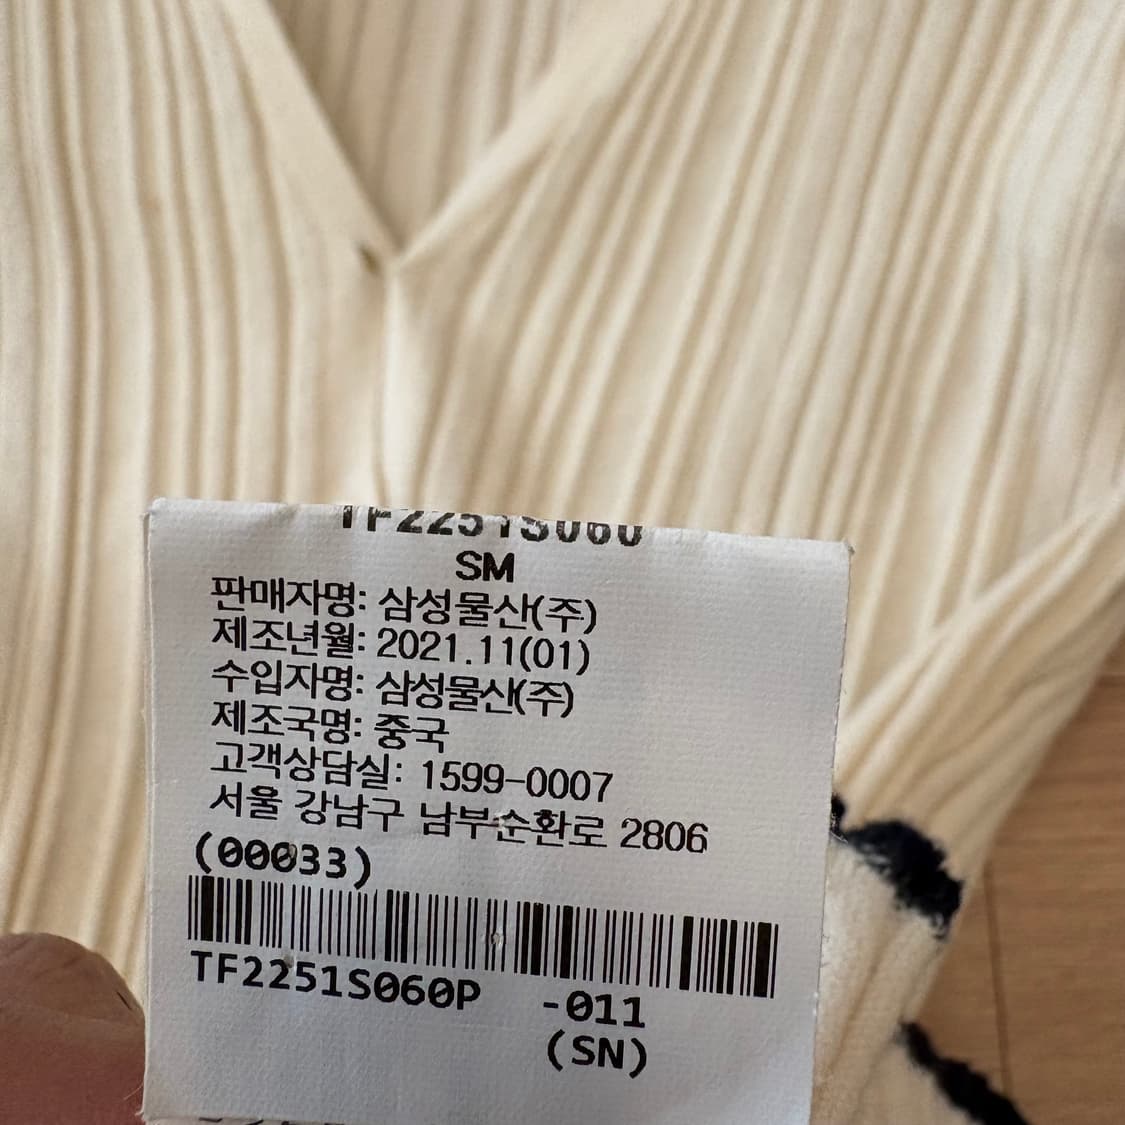 TF2251S060
SM
판매자명: 삼성물산(주)
제조년월: 2021.11(01)
수입자명: 삼성물산(주)
제조국명: 중국
고객상담실: 1599-0007
서울 강남구 남부순환로 2806
(00033)
TF2251S060P -011
(SN)